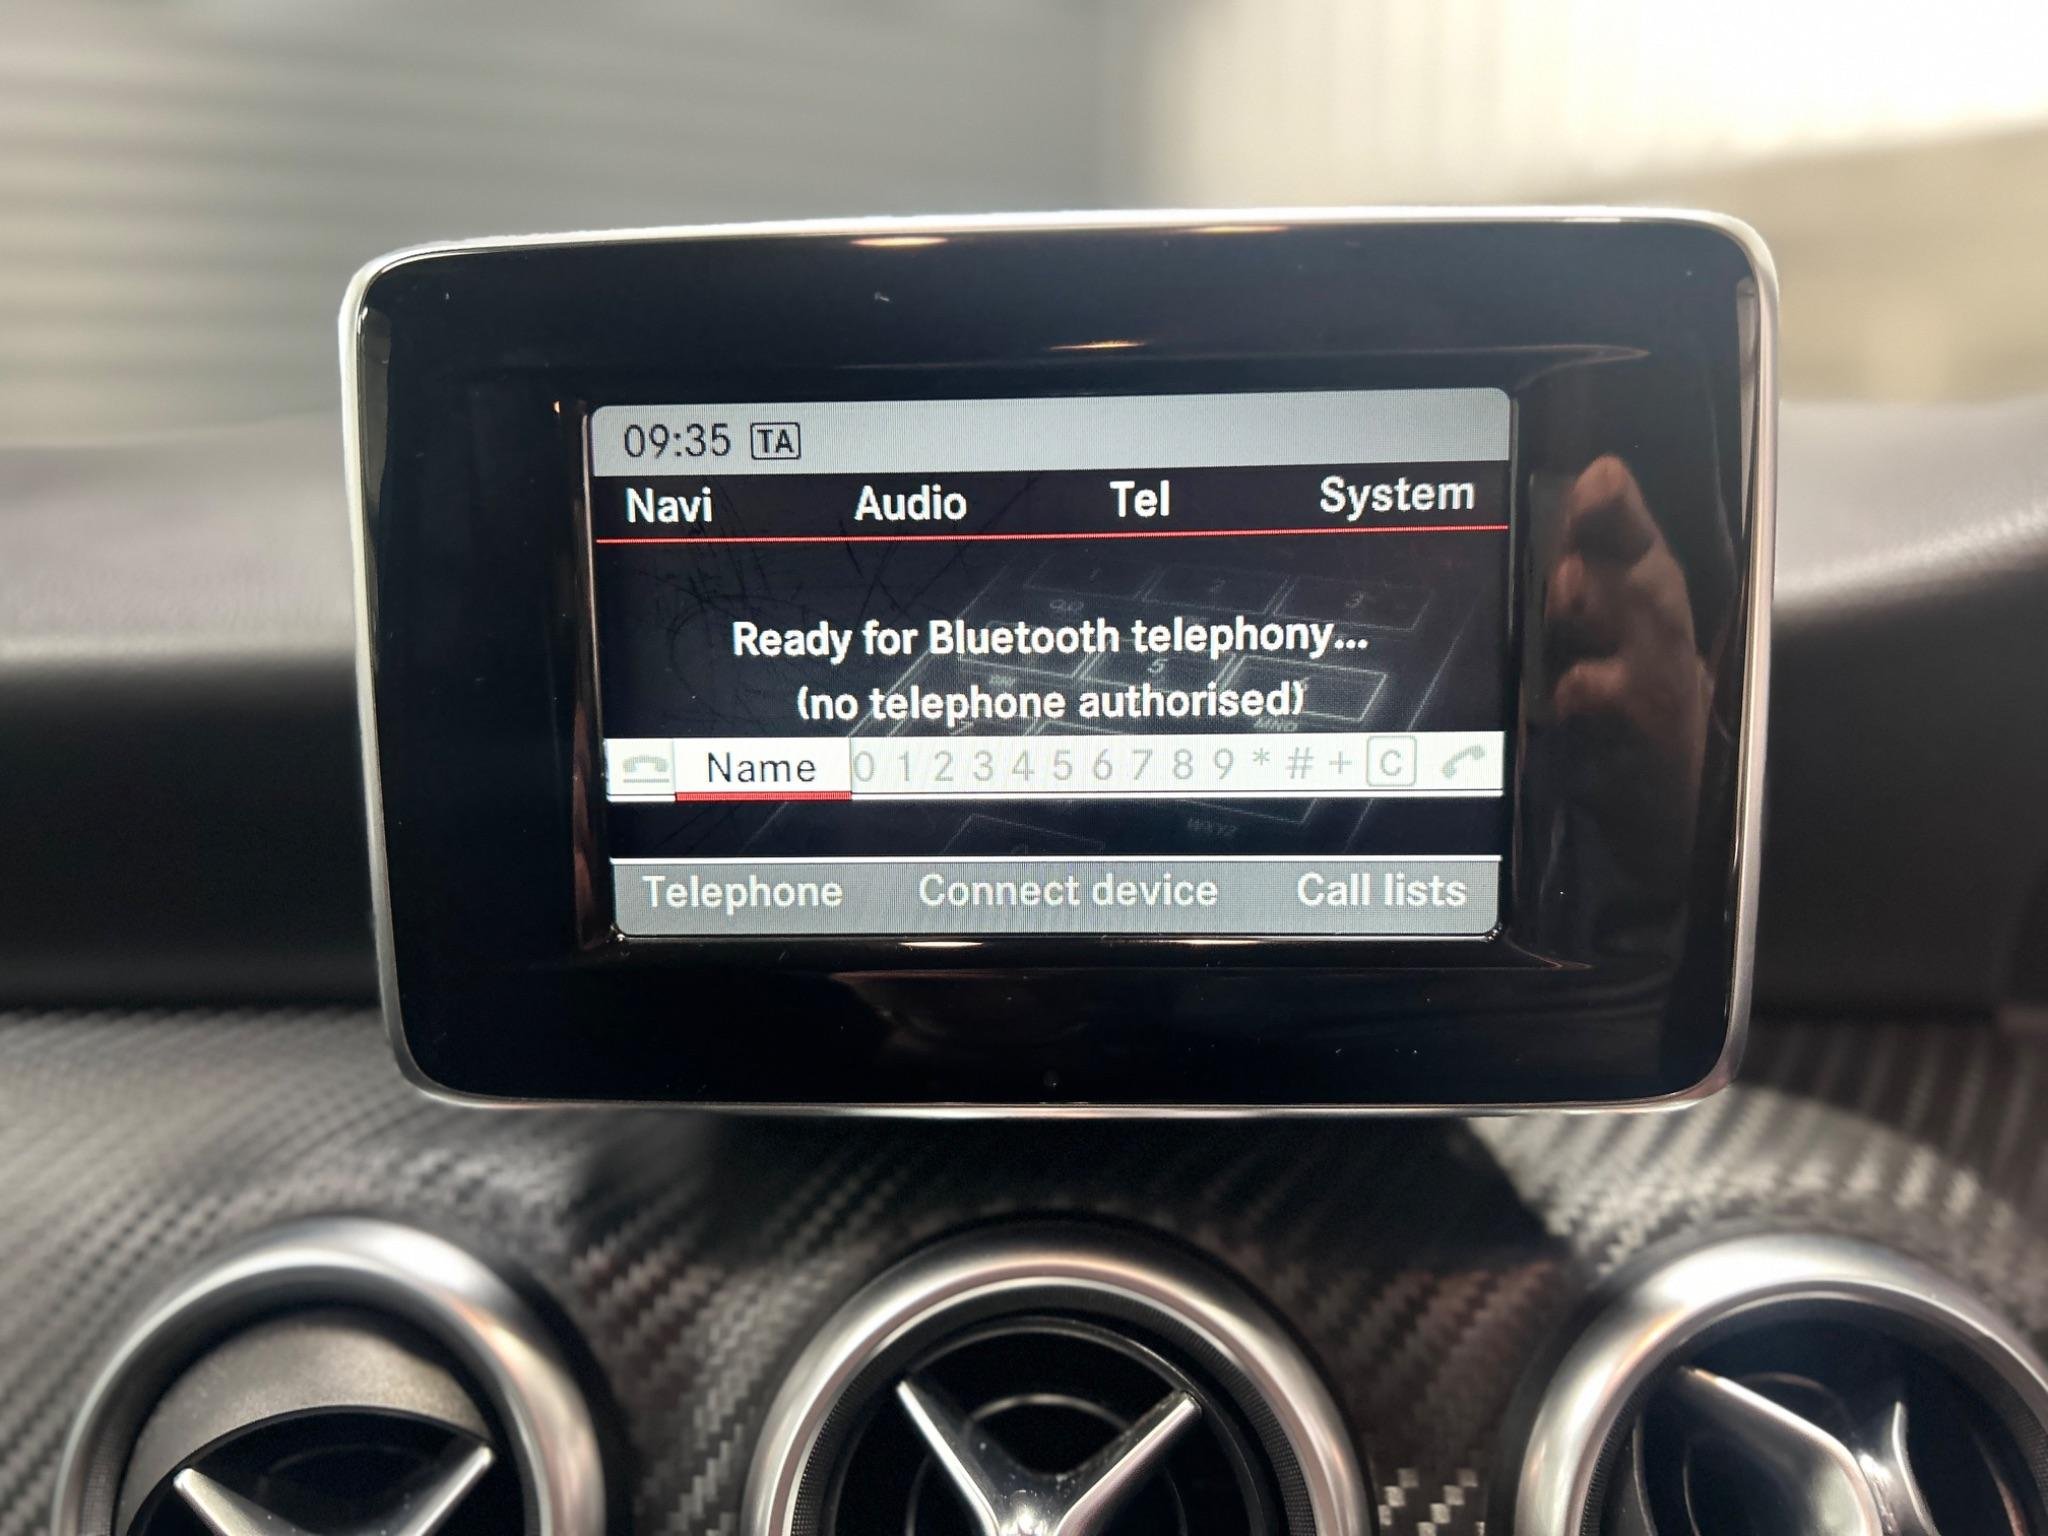 09:35 TA
Navi Audio Tel System
Ready for Bluetooth telephony...
(no telephone authorised)
Name 0 1 2 3 4 5 6 7 8 9 * # + C
Telephone Connect device Call lists